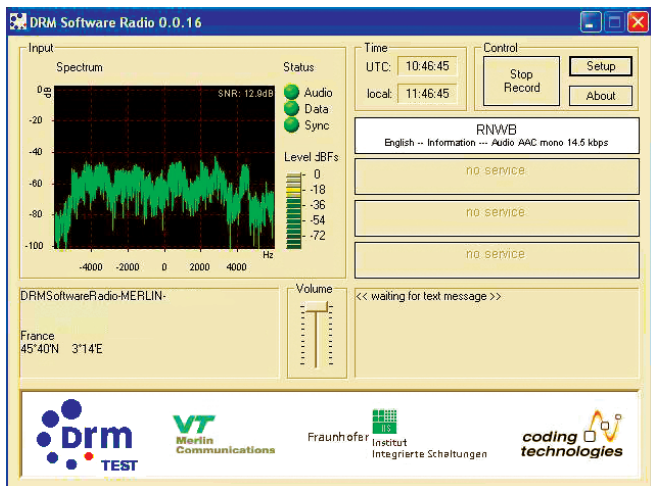 DRM Software Radio 0.0.16
Input
Spectrum
Status
0
dB
SNR: 12.9dB
-20
-40
-60
-80
-100
-4000 -2000 0 2000 4000
Hz
Audio
Data
Sync
Level dBFs
0
-18
-36
-54
-72
Time
UTC: 10:46:45
local: 11:46:45
Control
Stop
Record
Setup
About
RNWB
English -- Information --- Audio AAC mono 14.5 kbps
no service
no service
no service
DRMSoftwareRadio-MERLIN-
France
45°40'N 3°14'E
Volume
<< waiting for text message >>
Drm
TEST
VT
Merlin
Communications
Fraunhofer
IIS
Institut
Integrierte Schaltungen
coding
technologies